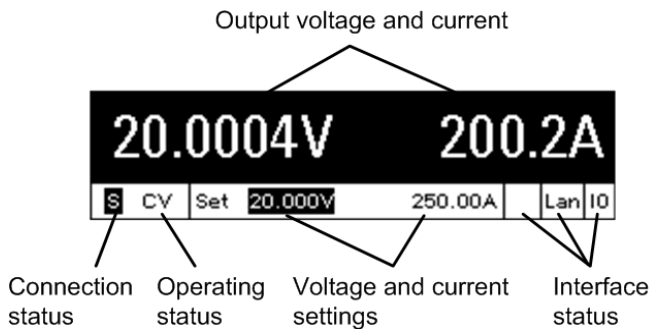 Output voltage and current
20.0004V 200.2A
S CV Set 20.000V 250.00A Lan IO
Connection status
Operating status
Voltage and current settings
Interface status